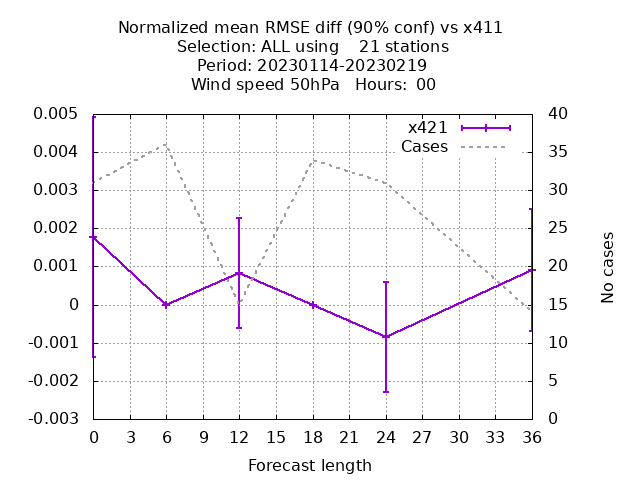 Normalized mean RMSE diff (90% conf) vs x411
Selection: ALL using    21 stations
Period: 20230114-20230219
Wind speed 50hPa   Hours: 00
0.005
0.004
0.003
0.002
0.001
0
-0.001
-0.002
-0.003
x421
Cases
40
35
30
25
20
15
10
5
0
No cases
0 3 6 9 12 15 18 21 24 27 30 33 36
Forecast length